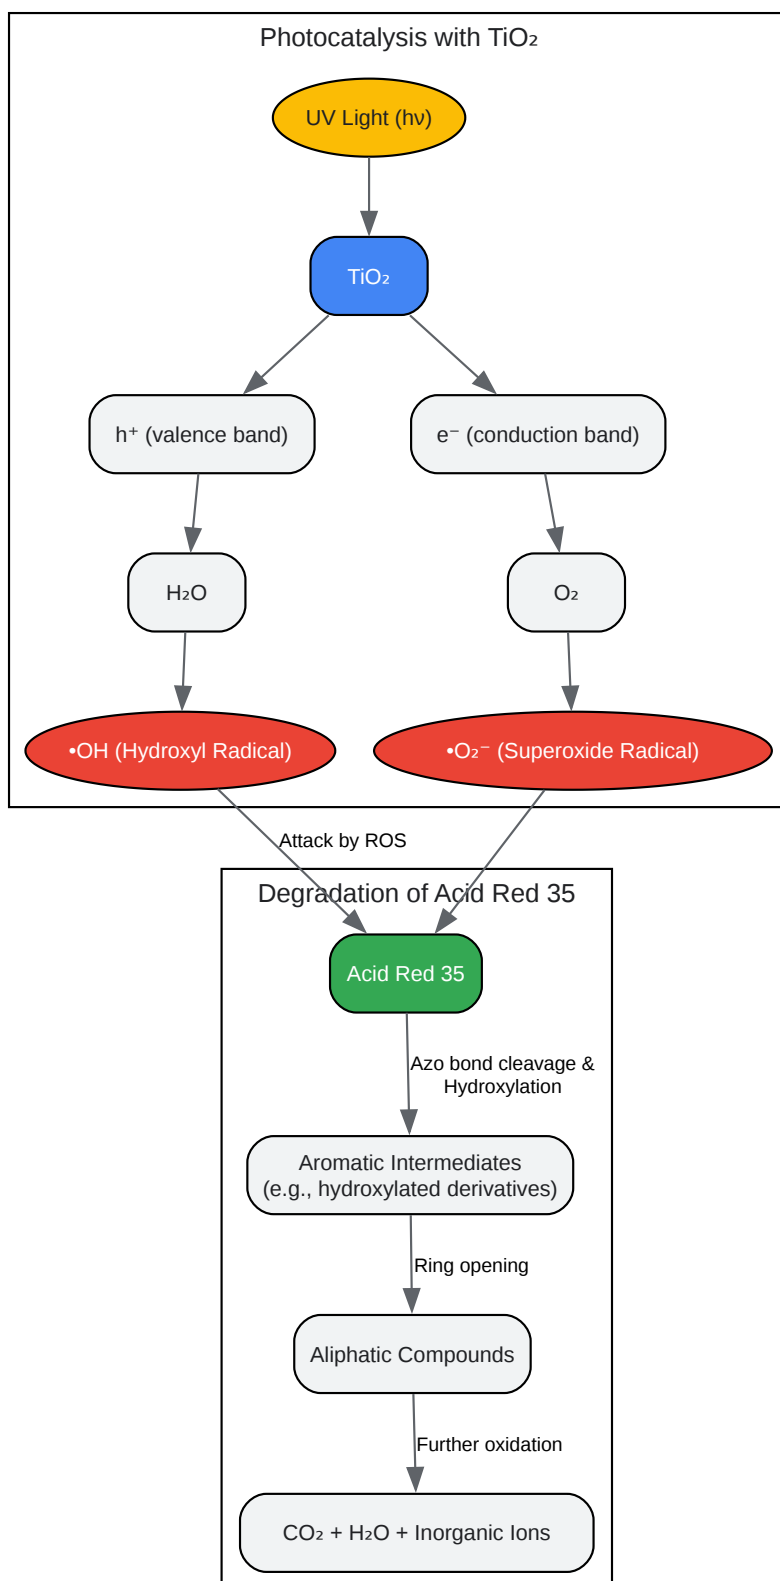 Photocatalysis with TiO₂
UV Light (hν)
TiO₂
h⁺ (valence band)
e⁻ (conduction band)
H₂O
O₂
•OH (Hydroxyl Radical)
•O₂⁻ (Superoxide Radical)
Attack by ROS
Degradation of Acid Red 35
Acid Red 35
Azo bond cleavage &
Hydroxylation
Aromatic Intermediates
(e.g., hydroxylated derivatives)
Ring opening
Aliphatic Compounds
Further oxidation
CO₂ + H₂O + Inorganic Ions